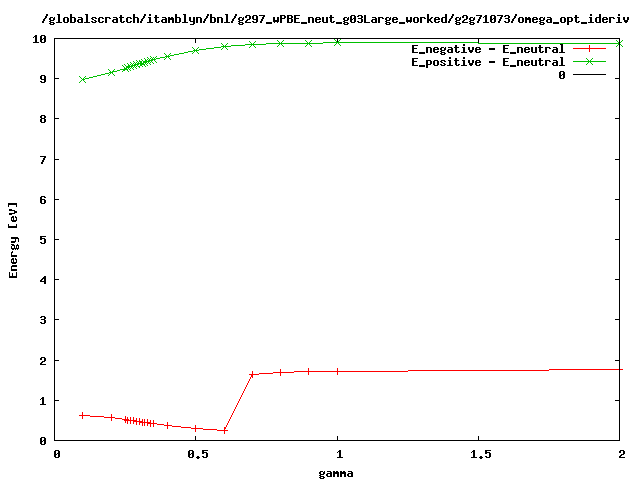 /globalscratch/itamblyn/bnl/g297_wPBE_neut_g03Large_worked/g2g71073/omega_opt_ideriv
10
9
8
7
6
5
4
3
2
1
0
Energy [eV]
E_negative - E_neutral
E_positive - E_neutral
0
0 0.5 1 1.5 2
gamma